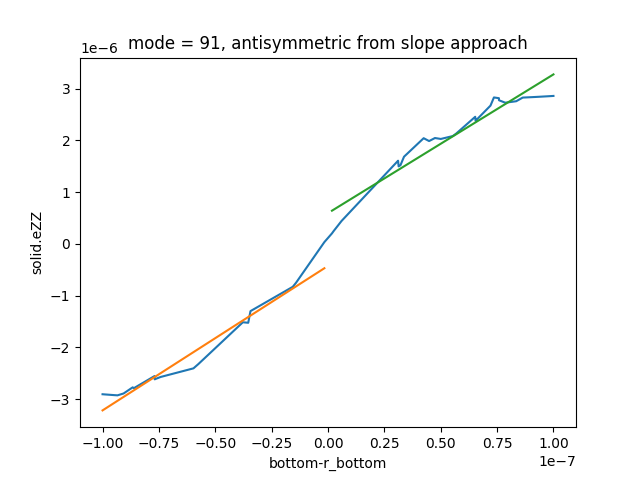 mode = 91, antisymmetric from slope approach
1e−6
3
2
1
0
−1
−2
−3
solid.eZZ
−1.00 −0.75 −0.50 −0.25 0.00 0.25 0.50 0.75 1.00
bottom-r_bottom
1e−7